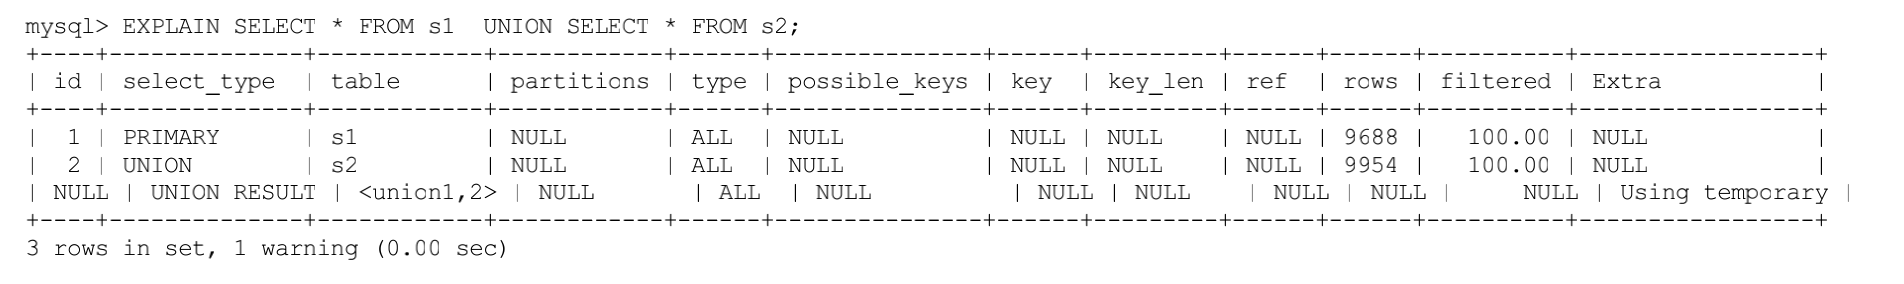 mysql> EXPLAIN SELECT * FROM s1  UNION SELECT * FROM s2;
+----+--------------+------------+------------+------+---------------+------+---------+------+------+----------+-----------------+
| id | select_type  | table      | partitions | type | possible_keys | key  | key_len | ref  | rows | filtered | Extra           |
+----+--------------+------------+------------+------+---------------+------+---------+------+------+----------+-----------------+
|  1 | PRIMARY      | s1         | NULL       | ALL  | NULL          | NULL | NULL    | NULL | 9688 |   100.00 | NULL            |
|  2 | UNION        | s2         | NULL       | ALL  | NULL          | NULL | NULL    | NULL | 9954 |   100.00 | NULL            |
| NULL | UNION RESULT | <union1,2> | NULL       | ALL  | NULL          | NULL | NULL    | NULL | NULL |     NULL | Using temporary |
+----+--------------+------------+------------+------+---------------+------+---------+------+------+----------+-----------------+
3 rows in set, 1 warning (0.00 sec)